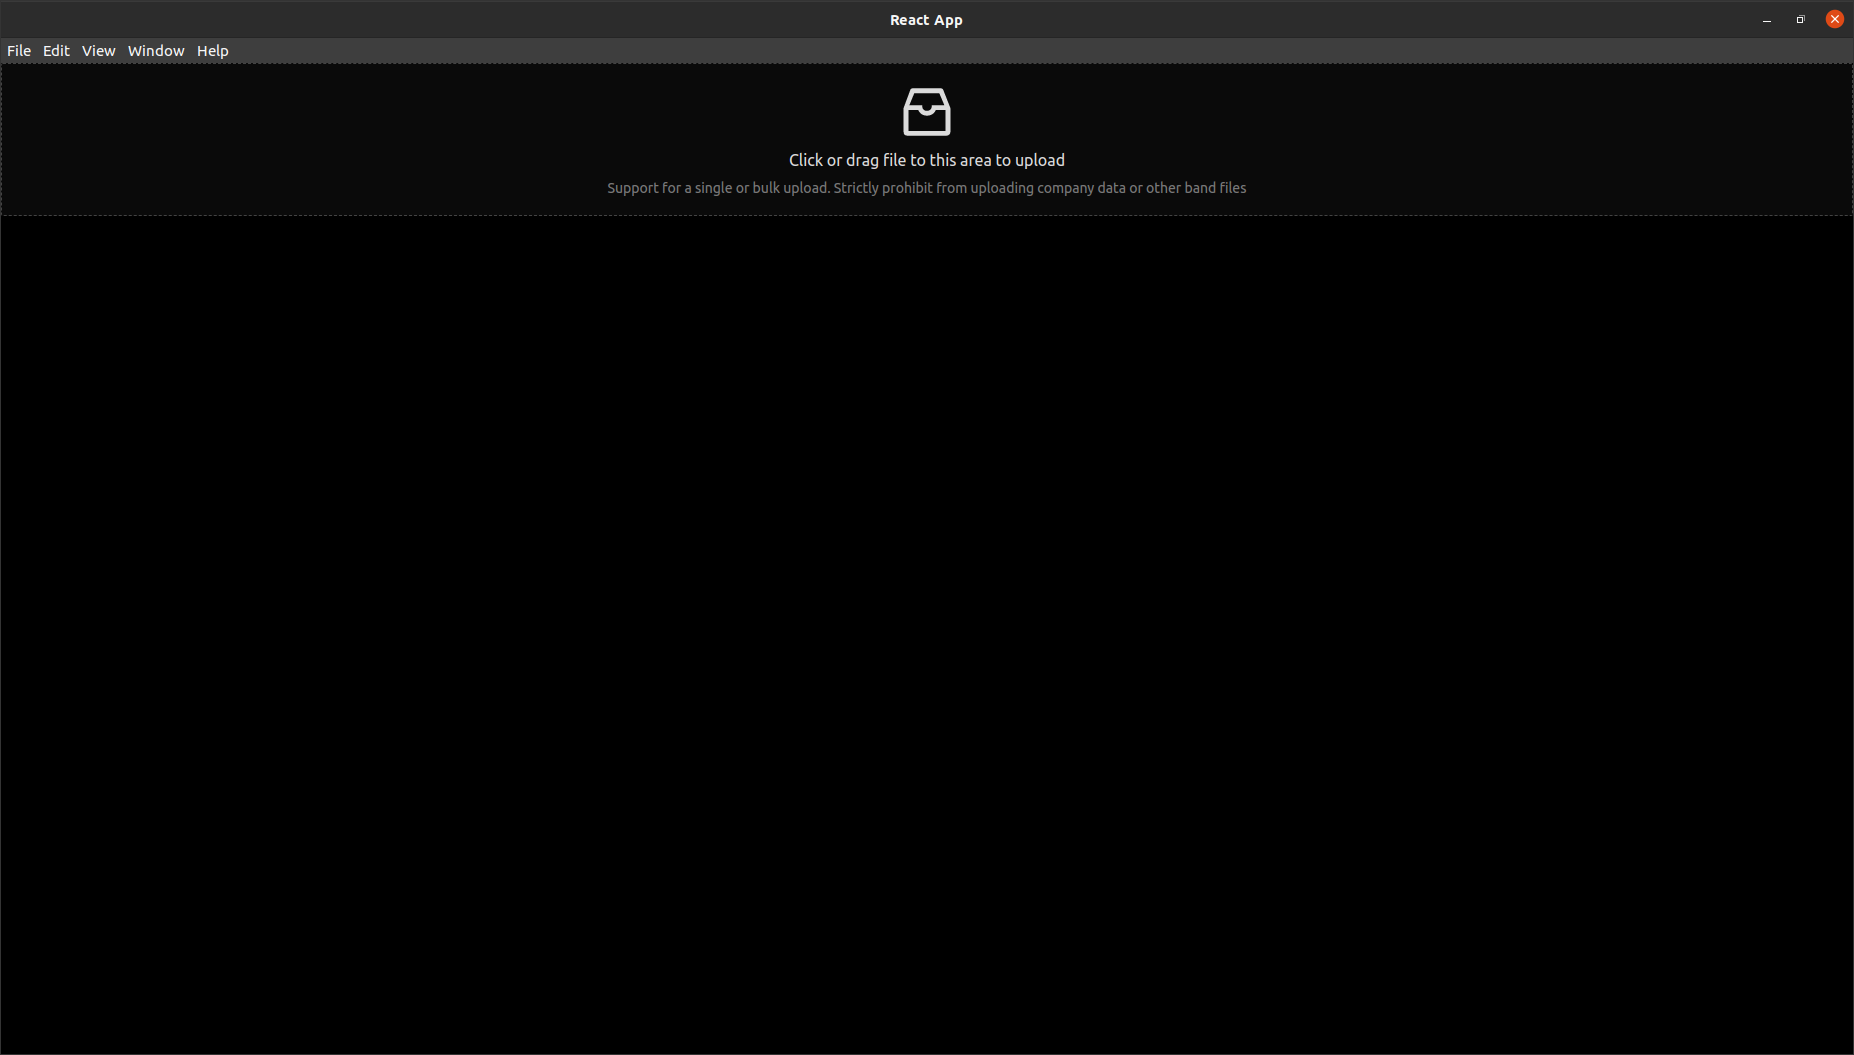 React App
File Edit View Window Help
Click or drag file to this area to upload
Support for a single or bulk upload. Strictly prohibit from uploading company data or other band files